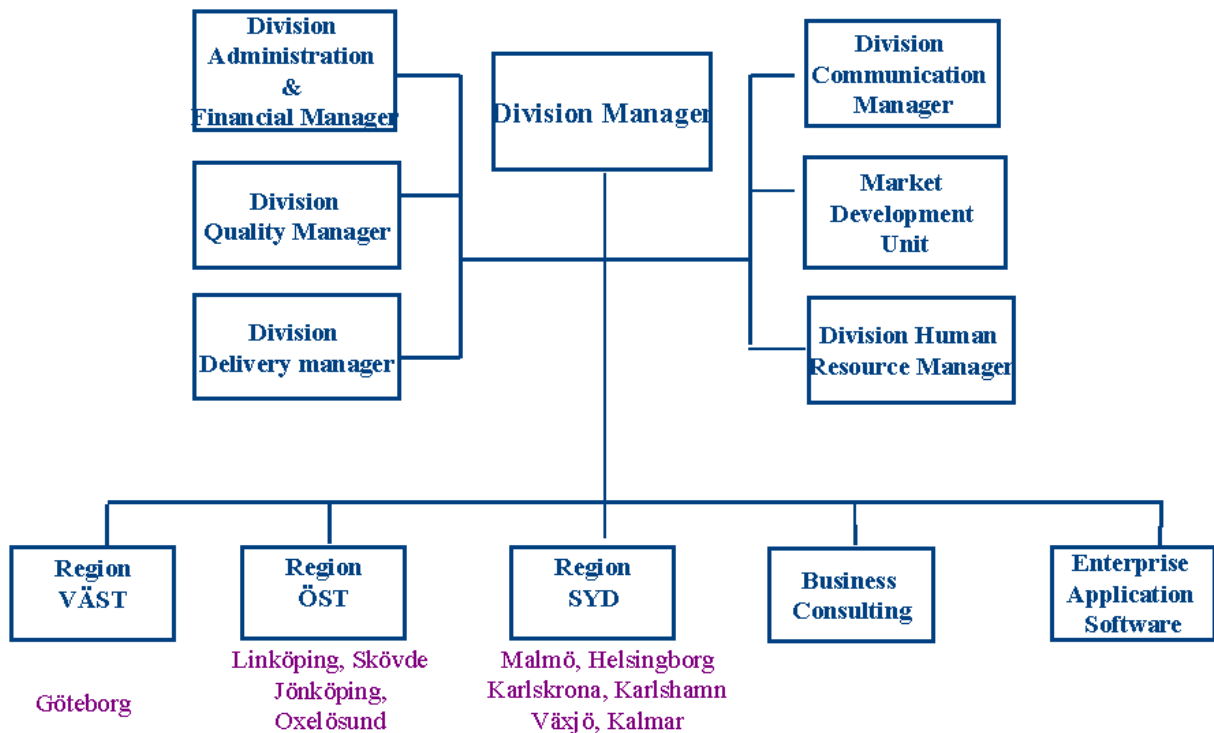 Division
Administration
&
Financial Manager
Division Manager
Division
Communication
Manager
Division
Quality Manager
Market
Development
Unit
Division
Delivery manager
Division Human
Resource Manager
Region
VÄST
Region
ÖST
Region
SYD
Business
Consulting
Enterprise
Application
Software
Göteborg
Linköping, Skövde
Jönköping,
Oxelösund
Malmö, Helsingborg
Karlskrona, Karlshamn
Växjö, Kalmar